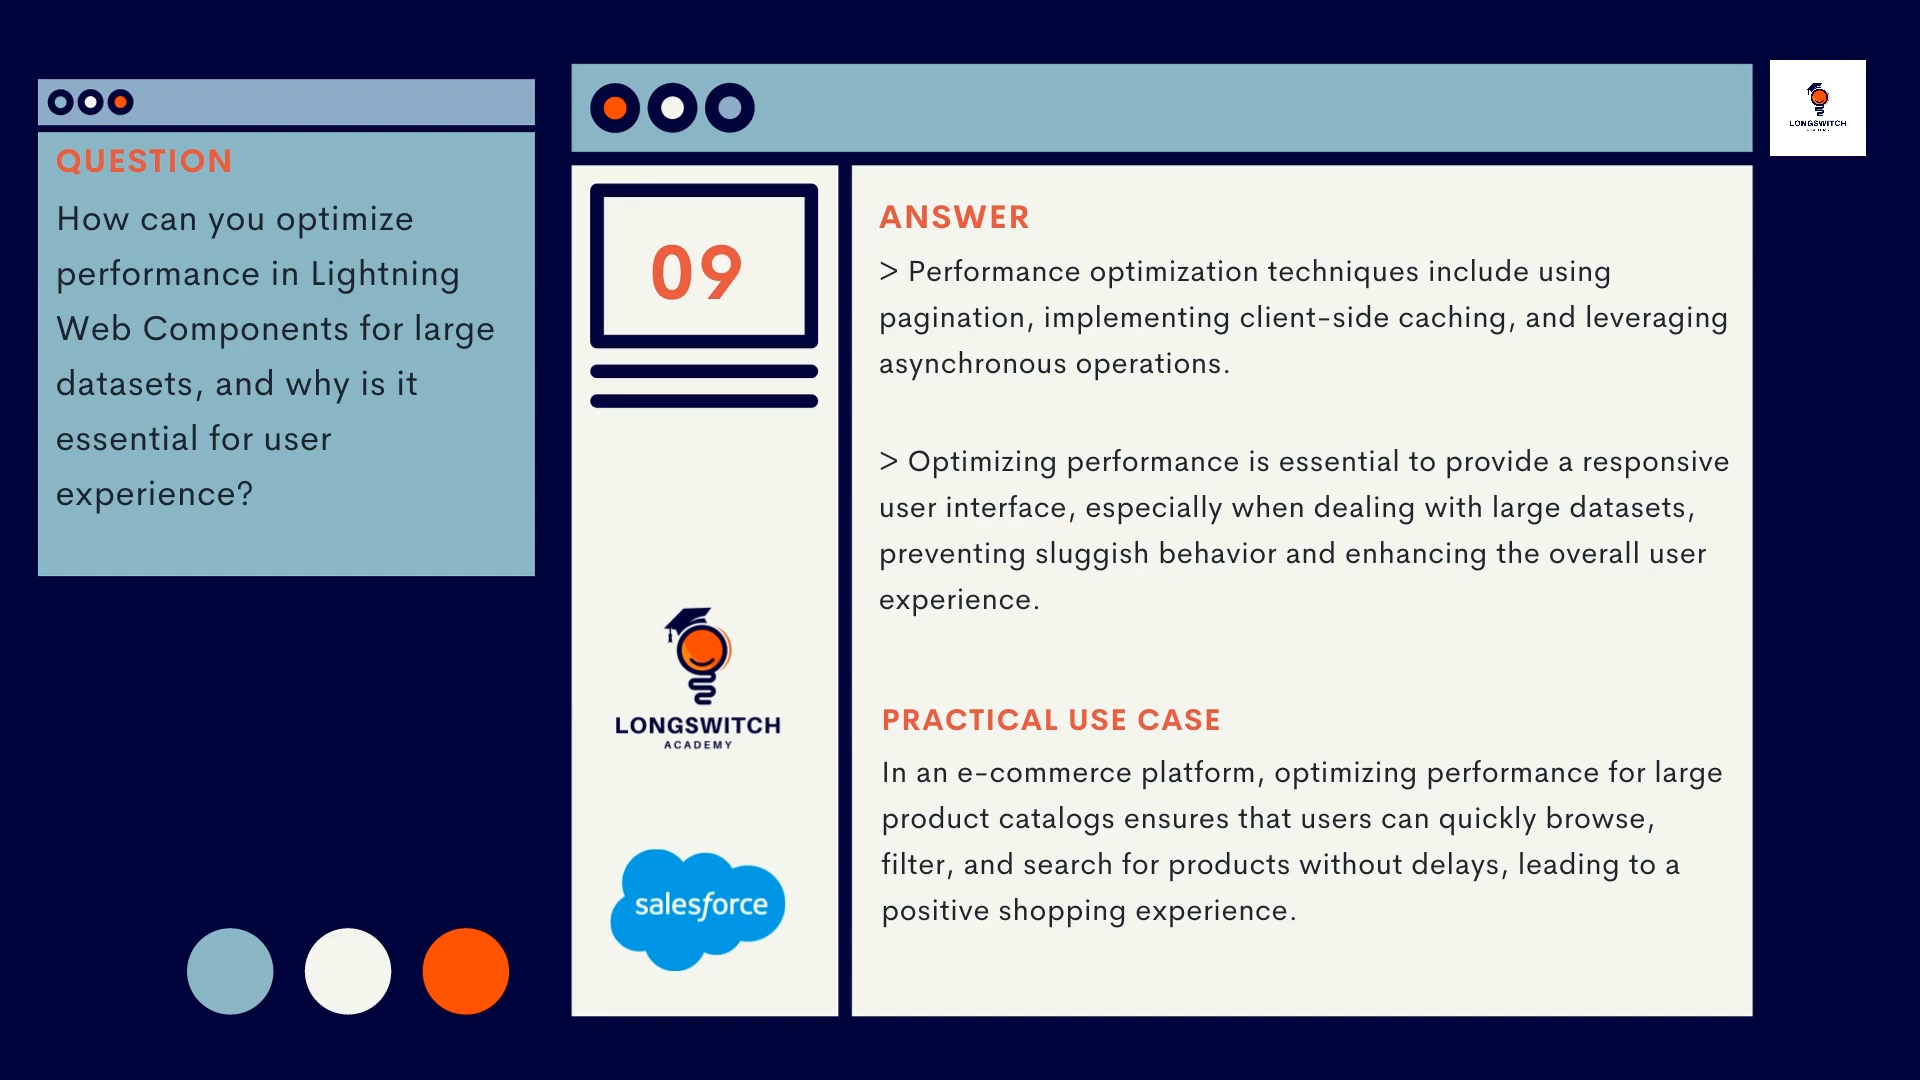 QUESTION
How can you optimize
performance in Lightning
Web Components for large
datasets, and why is it
essential for user
experience?
09
LONGSWITCH
ACADEMY
salesforce
ANSWER
> Performance optimization techniques include using
pagination, implementing client-side caching, and leveraging
asynchronous operations.
> Optimizing performance is essential to provide a responsive
user interface, especially when dealing with large datasets,
preventing sluggish behavior and enhancing the overall user
experience.
PRACTICAL USE CASE
In an e-commerce platform, optimizing performance for large
product catalogs ensures that users can quickly browse,
filter, and search for products without delays, leading to a
positive shopping experience.
LONGSWITCH